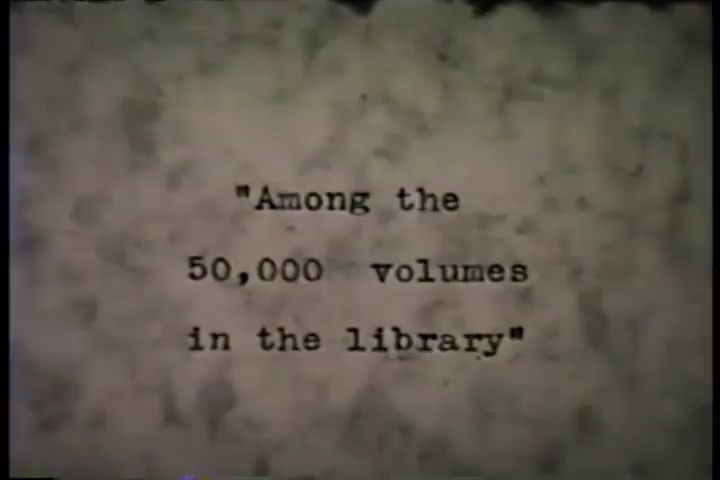 "Among the
50,000 volumes
in the library"